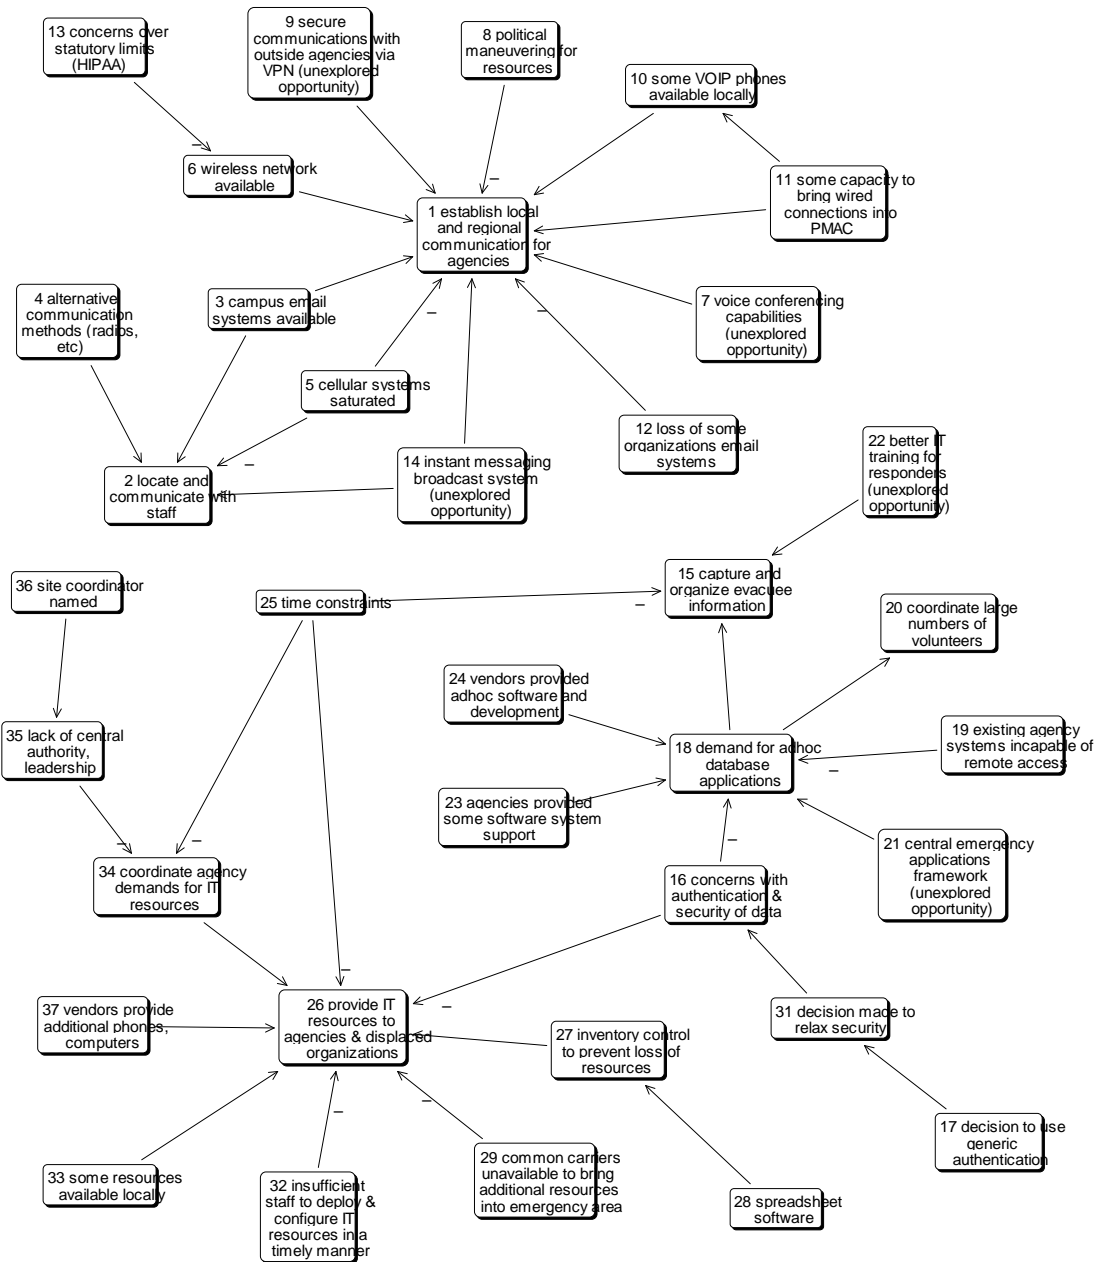 13 concerns over
statutory limits
(HIPAA)
9 secure
communications with
outside agencies via
VPN (unexplored
opportunity)
8 political
maneuvering for
resources
10 some VOIP phones
available locally
6 wireless network
available
–
–
11 some capacity to
bring wired
connections into
PMAC
1 establish local
and regional
communication for
agencies
4 alternative
communication
methods (radios,
etc)
3 campus email
systems available
7 voice conferencing
capabilities
(unexplored
opportunity)
–
–
5 cellular systems
saturated
12 loss of some
organizations email
systems
–
2 locate and
communicate with
staff
14 instant messaging
broadcast system
(unexplored
opportunity)
22 better IT
training for
responders
(unexplored
opportunity)
36 site coordinator
named
25 time constraints
–
15 capture and
organize evacuee
information
20 coordinate large
numbers of
volunteers
24 vendors provided
adhoc software and
development
35 lack of central
authority,
leadership
18 demand for adhoc
database
applications
19 existing agency
systems incapable of
remote access
–
23 agencies provided
some software system
support
–
–
–
21 central emergency
applications
framework
(unexplored
opportunity)
34 coordinate agency
demands for IT
resources
16 concerns with
authentication &
security of data
–
–
37 vendors provide
additional phones,
computers
26 provide IT
resources to
agencies & displaced
organizations
27 inventory control
to prevent loss of
resources
31 decision made to
relax security
–
–
17 decision to use
generic
authentication
33 some resources
available locally
32 insufficient
staff to deploy &
configure IT
resources in a
timely manner
29 common carriers
unavailable to bring
additional resources
into emergency area
28 spreadsheet
software